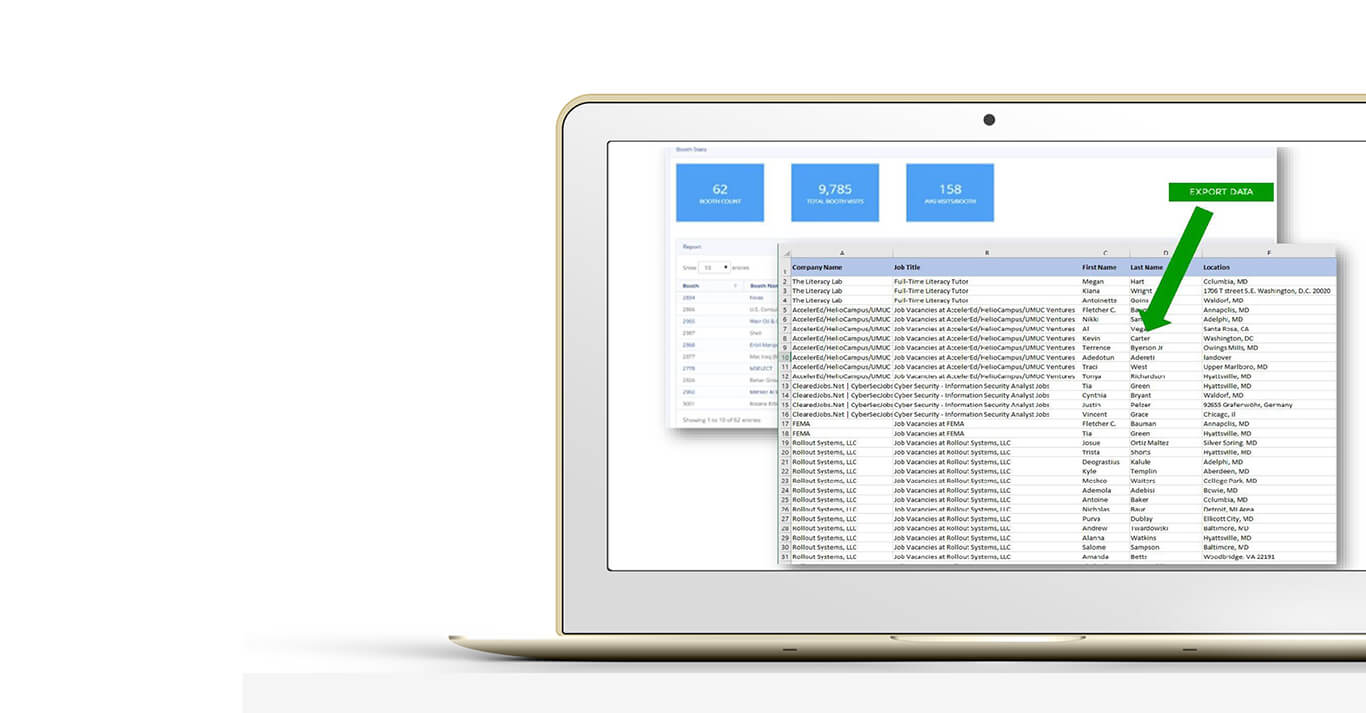 Booth Stats
62
BOOTH COUNT
9,785
TOTAL BOOTH VISITS
158
AVG VISITS/BOOTH
EXPORT DATA
Report
Show 10 entries
Booth Booth Nam
2894
2866 U.S. Consu
2965 Main Oil &
2987 Shell
2968
2977
2778 MSELECT
2960
3001
Showing 1 to 10 of 62 entries
A B C D E
1 Company Name Job Title First Name Last Name Location
2 The Literacy Lab Full-Time Literacy Tutor Megan Hart Columbia, MD
3 The Literacy Lab Full-Time Literacy Tutor Kiana Wright 1706 T street S.E. Washington, D.C. 20020
4 The Literacy Lab Full-Time Literacy Tutor Antoinette Goins Waldorf, MD
5 AccelerEd/HelioCampus/UMUC Job Vacancies at AccelerEd/HelioCampus/UMUC Ventures Fletcher C. Annapolis, MD
6 AccelerEd/HelioCampus/UMUC Job Vacancies at AccelerEd/HelioCampus/UMUC Ventures Nikki Adelphi, MD
7 AccelerEd/HelioCampus/UMUC Job Vacancies at AccelerEd/HelioCampus/UMUC Ventures Al Vega Santa Rosa, CA
8 AccelerEd/HelioCampus/UMUC Job Vacancies at AccelerEd/HelioCampus/UMUC Ventures Kevin Carter Washington, DC
9 AccelerEd/HelioCampus/UMUC Job Vacancies at AccelerEd/HelioCampus/UMUC Ventures Terrence Byerson Jr Owings Mills, MD
10 AccelerEd/HelioCampus/UMUC Job Vacancies at AccelerEd/HelioCampus/UMUC Ventures Adedotun Adereti landover
11 AccelerEd/HelioCampus/UMUC Job Vacancies at AccelerEd/HelioCampus/UMUC Ventures Traci West Upper Marlboro, MD
12 AccelerEd/HelioCampus/UMUC Job Vacancies at AccelerEd/HelioCampus/UMUC Ventures Tonya Richardson Hyattsville, MD
13 ClearedJobs.Net | CyberSecJobs Cyber Security - Information Security Analyst Jobs Tia Green Hyattsville, MD
14 ClearedJobs.Net | CyberSecJobs Cyber Security - Information Security Analyst Jobs Cynthia Bryant Waldorf, MD
15 ClearedJobs.Net | CyberSecJobs Cyber Security - Information Security Analyst Jobs Justin Pelzer 92655 Grafenwöhr, Germany
16 ClearedJobs.Net | CyberSecJobs Cyber Security - Information Security Analyst Jobs Vincent Grace Chicago, Il
17 FEMA Job Vacancies at FEMA Fletcher C. Bauman Annapolis, MD
18 FEMA Job Vacancies at FEMA Tia Green Hyattsville, MD
19 Rollout Systems, LLC Job Vacancies at Rollout Systems, LLC Josue Ortiz Maltez Silver Spring, MD
20 Rollout Systems, LLC Job Vacancies at Rollout Systems, LLC Trista Shorts Hyattsville, MD
21 Rollout Systems, LLC Job Vacancies at Rollout Systems, LLC Deograstius Kalule Adelphi, MD
22 Rollout Systems, LLC Job Vacancies at Rollout Systems, LLC Kyle Templin Aberdeen, MD
23 Rollout Systems, LLC Job Vacancies at Rollout Systems, LLC Meshco Walters College Park, MD
24 Rollout Systems, LLC Job Vacancies at Rollout Systems, LLC Ademola Adebisi Bowie, MD
25 Rollout Systems, LLC Job Vacancies at Rollout Systems, LLC Antoine Baker Columbia, MD
26 Rollout Systems, LLC Job Vacancies at Rollout Systems, LLC Nicholas Baur Detroit, MI Area
27 Rollout Systems, LLC Job Vacancies at Rollout Systems, LLC Purva Dublay Ellicott City, MD
28 Rollout Systems, LLC Job Vacancies at Rollout Systems, LLC Andrew Twardowski Baltimore, MD
29 Rollout Systems, LLC Job Vacancies at Rollout Systems, LLC Alanna Watkins Hyattsville, MD
30 Rollout Systems, LLC Job Vacancies at Rollout Systems, LLC Salome Sampson Baltimore, MD
31 Rollout Systems, LLC Job Vacancies at Rollout Systems, LLC Amanda Betts Woodbridge, VA 22191